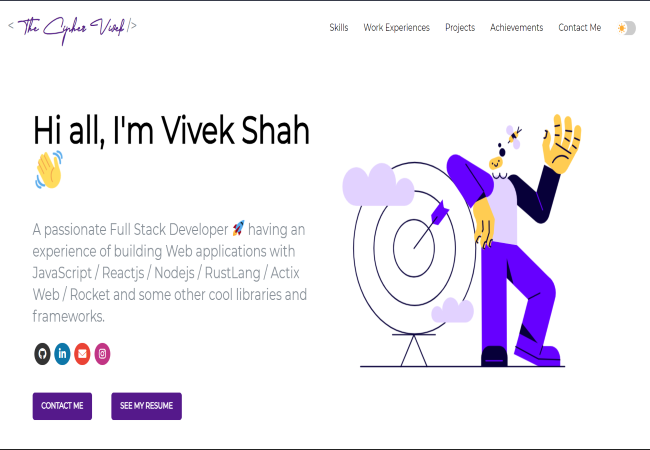 < The Cipher Vivek />
Skills
Work Experiences
Projects
Achievements
Contact Me
Hi all, I'm Vivek Shah
A passionate Full Stack Developer 🚀 having an
experience of building Web applications with
JavaScript / Reactjs / Nodejs / RustLang / Actix
Web / Rocket and some other cool libraries and
frameworks.
in
CONTACT ME
SEE MY RESUME